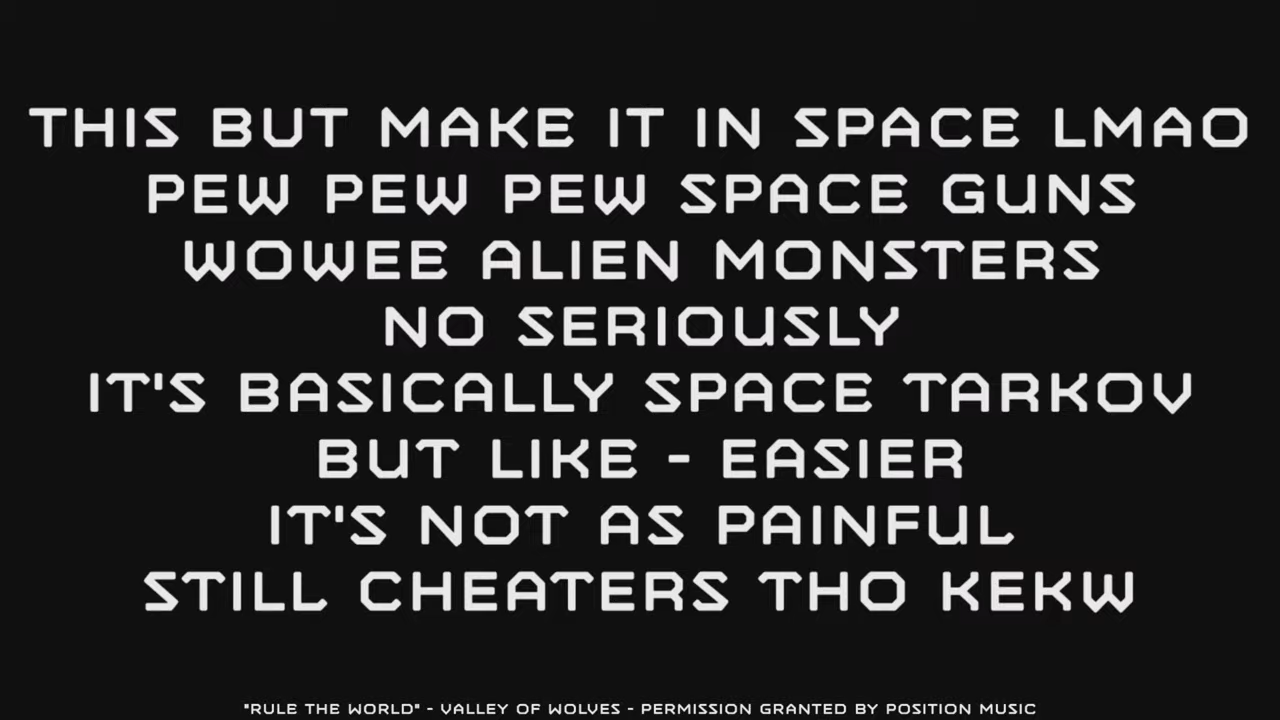 THIS BUT MAKE IT IN SPACE LMAO
PEW PEW PEW SPACE GUNS
WOWEE ALIEN MONSTERS
NO SERIOUSLY
IT'S BASICALLY SPACE TARKOV
BUT LIKE - EASIER
IT'S NOT AS PAINFUL
STILL CHEATERS THO KEKW
"RULE THE WORLD" - VALLEY OF WOLVES - PERMISSION GRANTED BY POSITION MUSIC